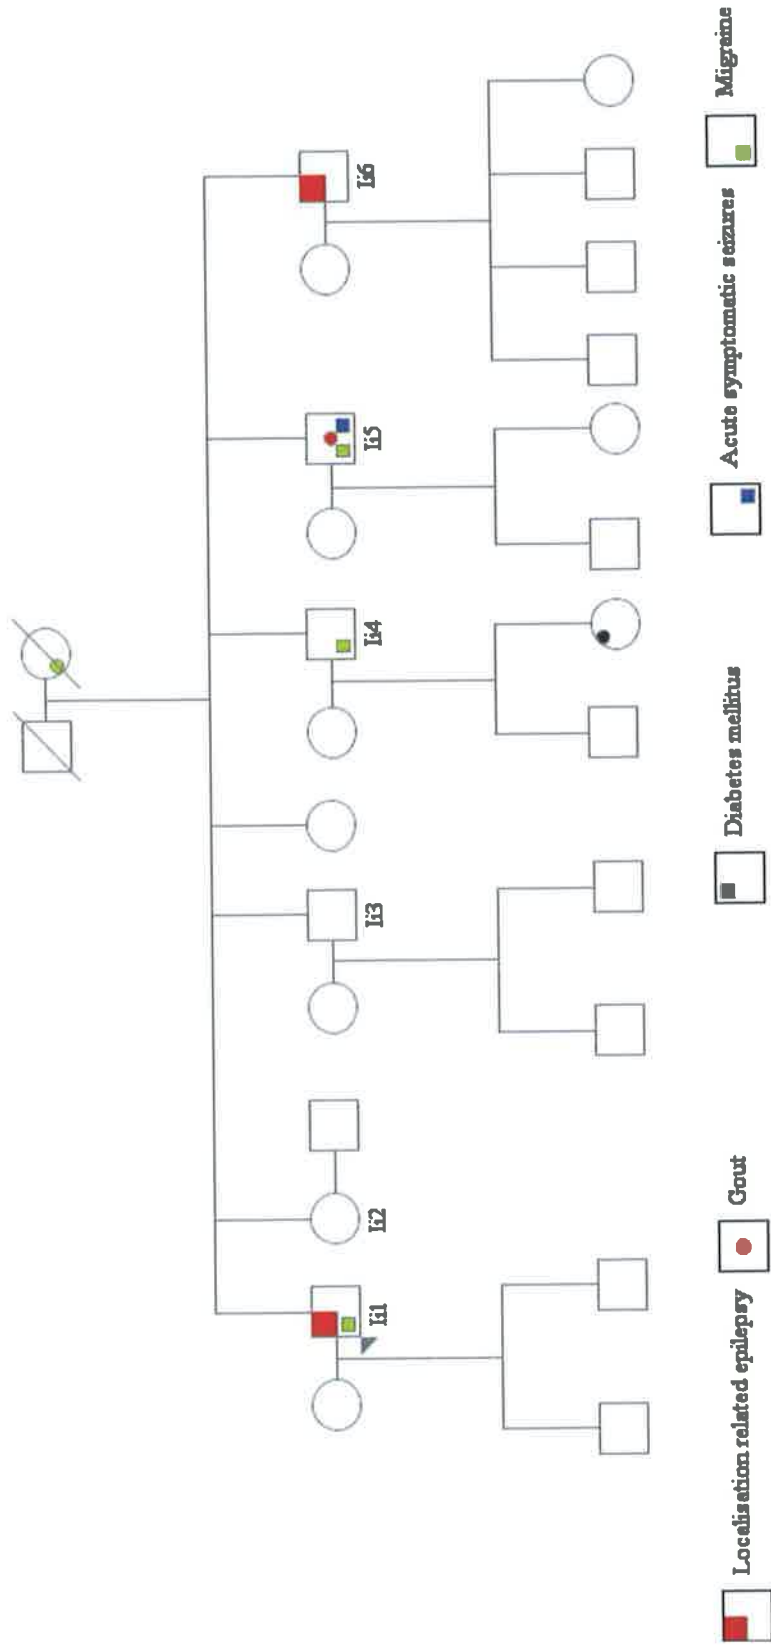 Ii1
Ii2
Ii3
Ii4
Ii5
Ii6
Localisation related epilepsy
Gout
Diabetes mellitus
Acute symptomatic seizures
Migraine